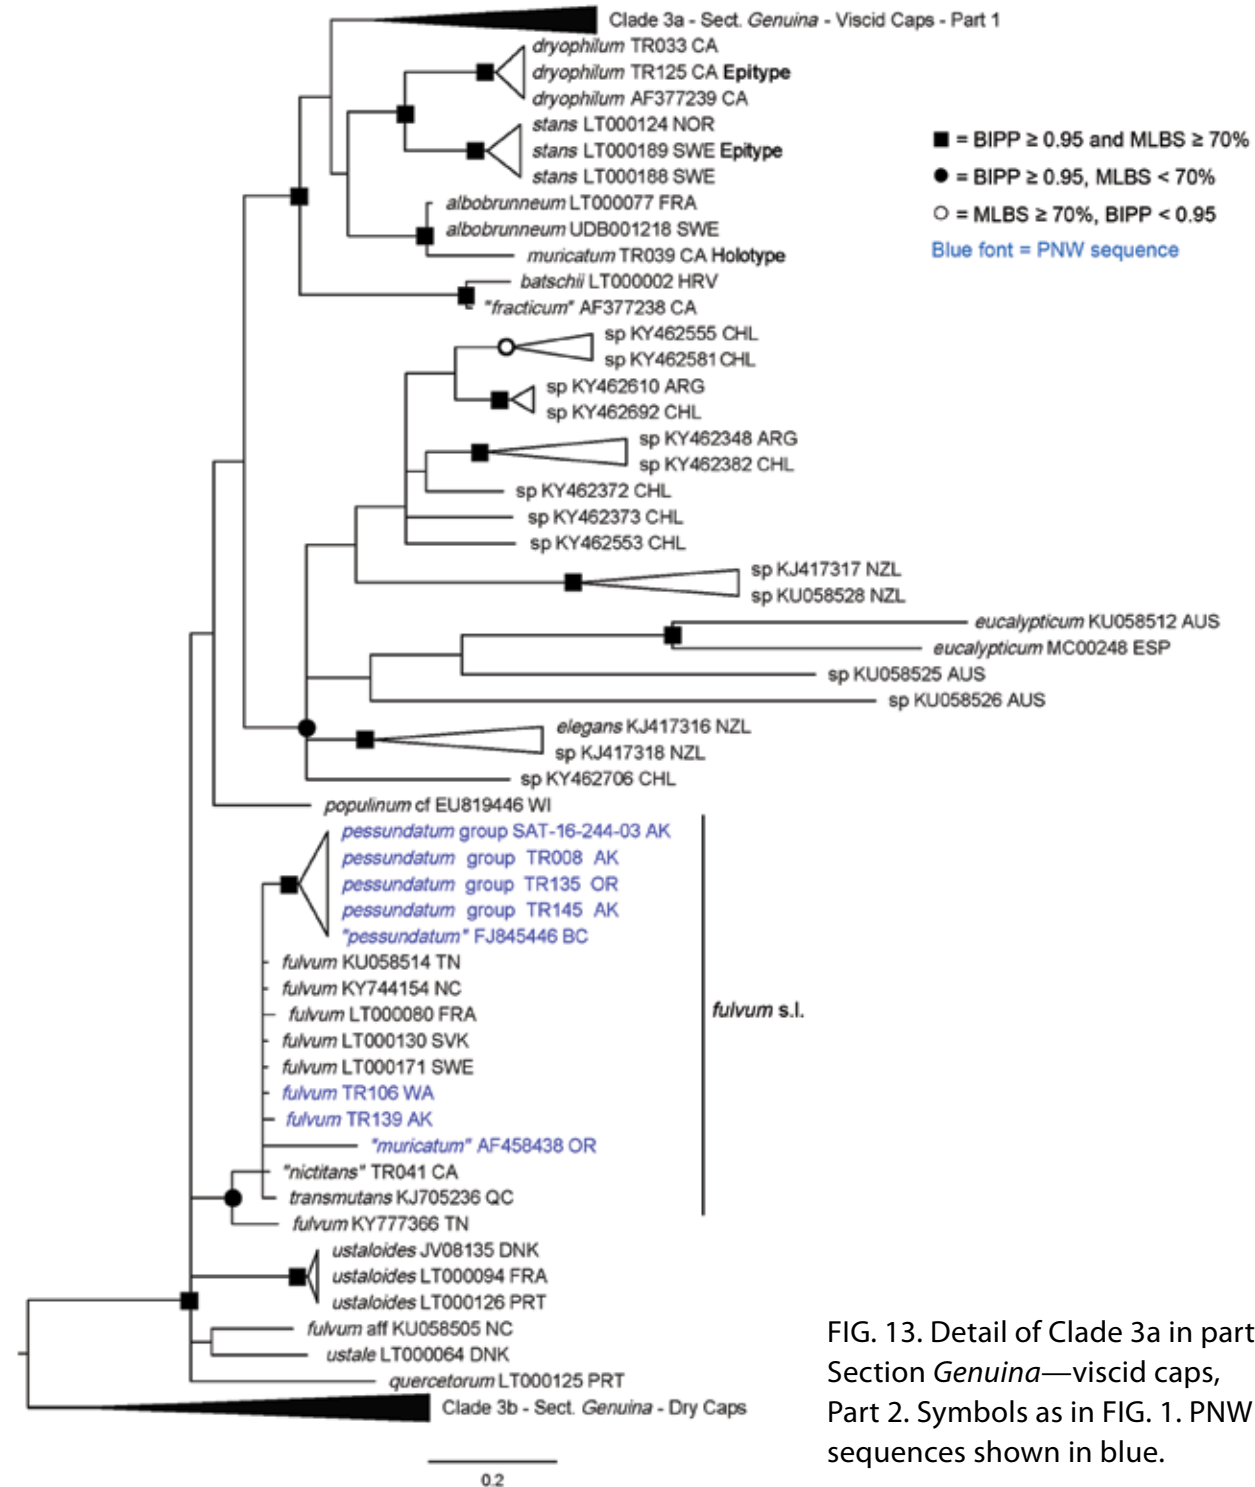 Clade 3a - Sect. Genuina - Viscid Caps - Part 1
dryophilum TR033 CA
dryophilum TR125 CA Epitype
dryophilum AF377239 CA
stans LT000124 NOR
stans LT000189 SWE Epitype
stans LT000188 SWE
albobrunneum LT000077 FRA
albobrunneum UDB001218 SWE
muricatum TR039 CA Holotype
batschii LT000002 HRV
"fracticum" AF377238 CA
■ = BIPP ≥ 0.95 and MLBS ≥ 70%
● = BIPP ≥ 0.95, MLBS < 70%
○ = MLBS ≥ 70%, BIPP < 0.95
Blue font = PNW sequence
sp KY462555 CHL
sp KY462581 CHL
sp KY462610 ARG
sp KY462692 CHL
sp KY462348 ARG
sp KY462382 CHL
sp KY462372 CHL
sp KY462373 CHL
sp KY462553 CHL
sp KJ417317 NZL
sp KU058528 NZL
eucalypticum KU058512 AUS
eucalypticum MC00248 ESP
sp KU058525 AUS
sp KU058526 AUS
elegans KJ417316 NZL
sp KJ417318 NZL
sp KY462706 CHL
populinum cf EU819446 WI
pessundatum group SAT-16-244-03 AK
pessundatum group TR008 AK
pessundatum group TR135 OR
pessundatum group TR145 AK
"pessundatum" FJ845446 BC
fulvum KU058514 TN
fulvum KY744154 NC
fulvum LT000080 FRA
fulvum LT000130 SVK
fulvum LT000171 SWE
fulvum TR106 WA
fulvum TR139 AK
"muricatum" AF458438 OR
"nictitans" TR041 CA
transmutans KJ705236 QC
fulvum KY777366 TN
fulvum s.l.
ustaloides JV08135 DNK
ustaloides LT000094 FRA
ustaloides LT000126 PRT
fulvum aff KU058505 NC
ustale LT000064 DNK
quercetorum LT000125 PRT
Clade 3b - Sect. Genuina - Dry Caps
0.2
FIG. 13. Detail of Clade 3a in part
Section Genuina—viscid caps,
Part 2. Symbols as in FIG. 1. PNW
sequences shown in blue.